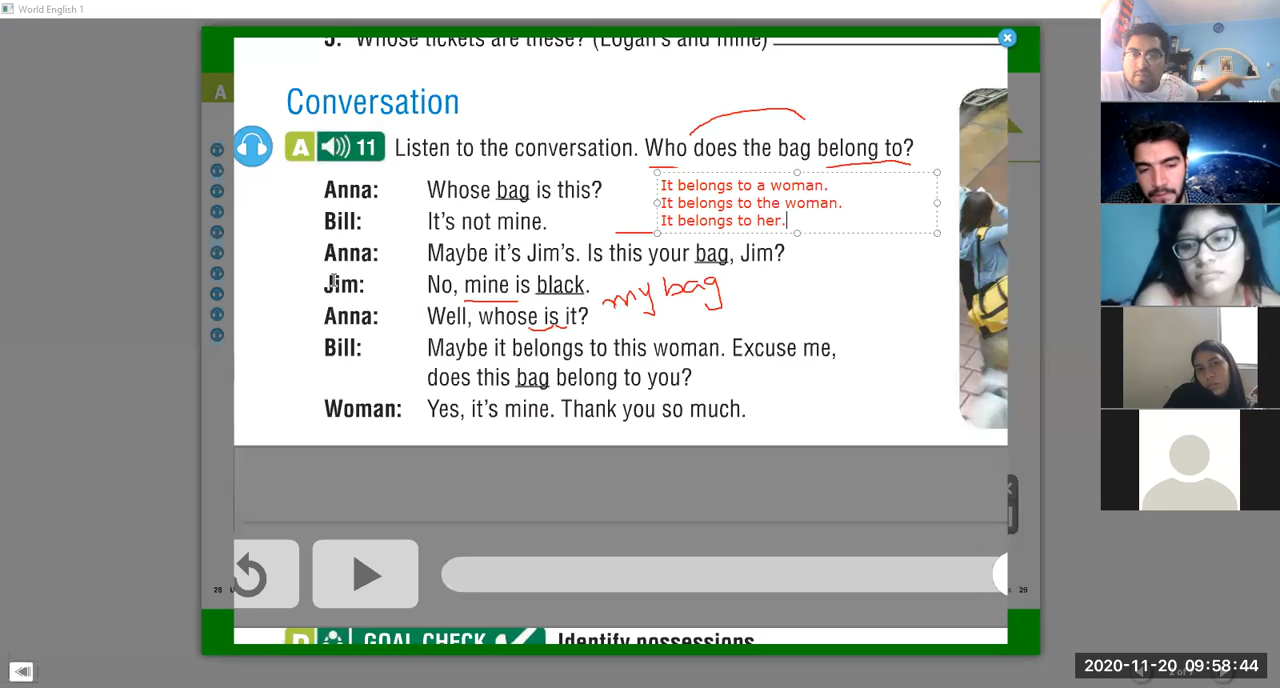 World English 1
3. Whose tickets are these? (Logan's and mine)
A
Conversation
A 11 Listen to the conversation. Who does the bag belong to?
It belongs to a woman.
It belongs to the woman.
It belongs to her.
Anna: Whose bag is this?
Bill: It's not mine.
Anna: Maybe it's Jim's. Is this your bag, Jim?
Jim: No, mine is black.
my bag
Anna: Well, whose is it?
Bill: Maybe it belongs to this woman. Excuse me,
does this bag belong to you?
Woman: Yes, it's mine. Thank you so much.
28 U
29
D GOAL CHECK Identify possessions
2020-11-20 09:58:44